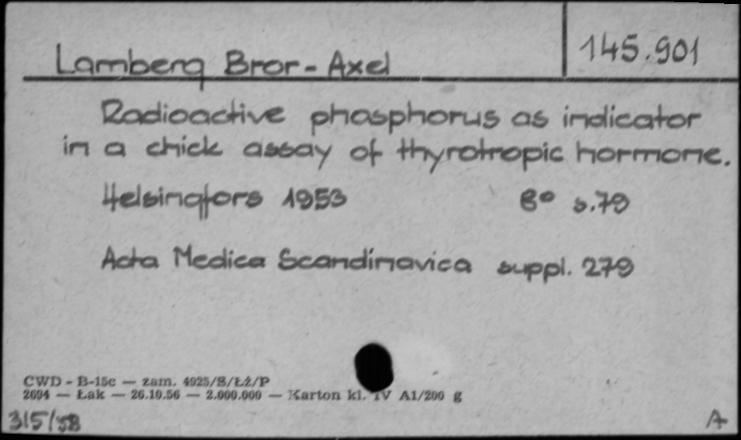 Lamberg Bror-Axel
145.901
Radioactive phosphorus as indicator
in a chick assay of thyrotropic hormone.
Helsingfors 1953 8° s.79
Acta Medica Scandinavica suppl. 279
CWD - B-15c — zam. 4925/S/Łż/P
2694 — Łak — 26.10.56 — 2.000.000 — Karton kl. IV A1/200 g
315/58
A